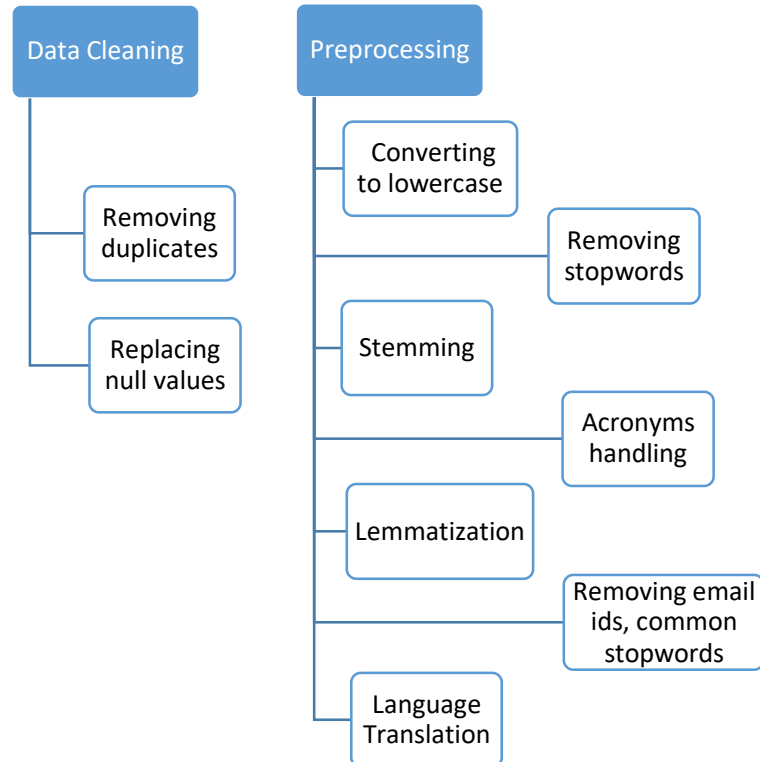 Data Cleaning
Preprocessing
Converting
to lowercase
Removing
duplicates
Removing
stopwords
Replacing
null values
Stemming
Acronyms
handling
Lemmatization
Removing email
ids, common
stopwords
Language
Translation